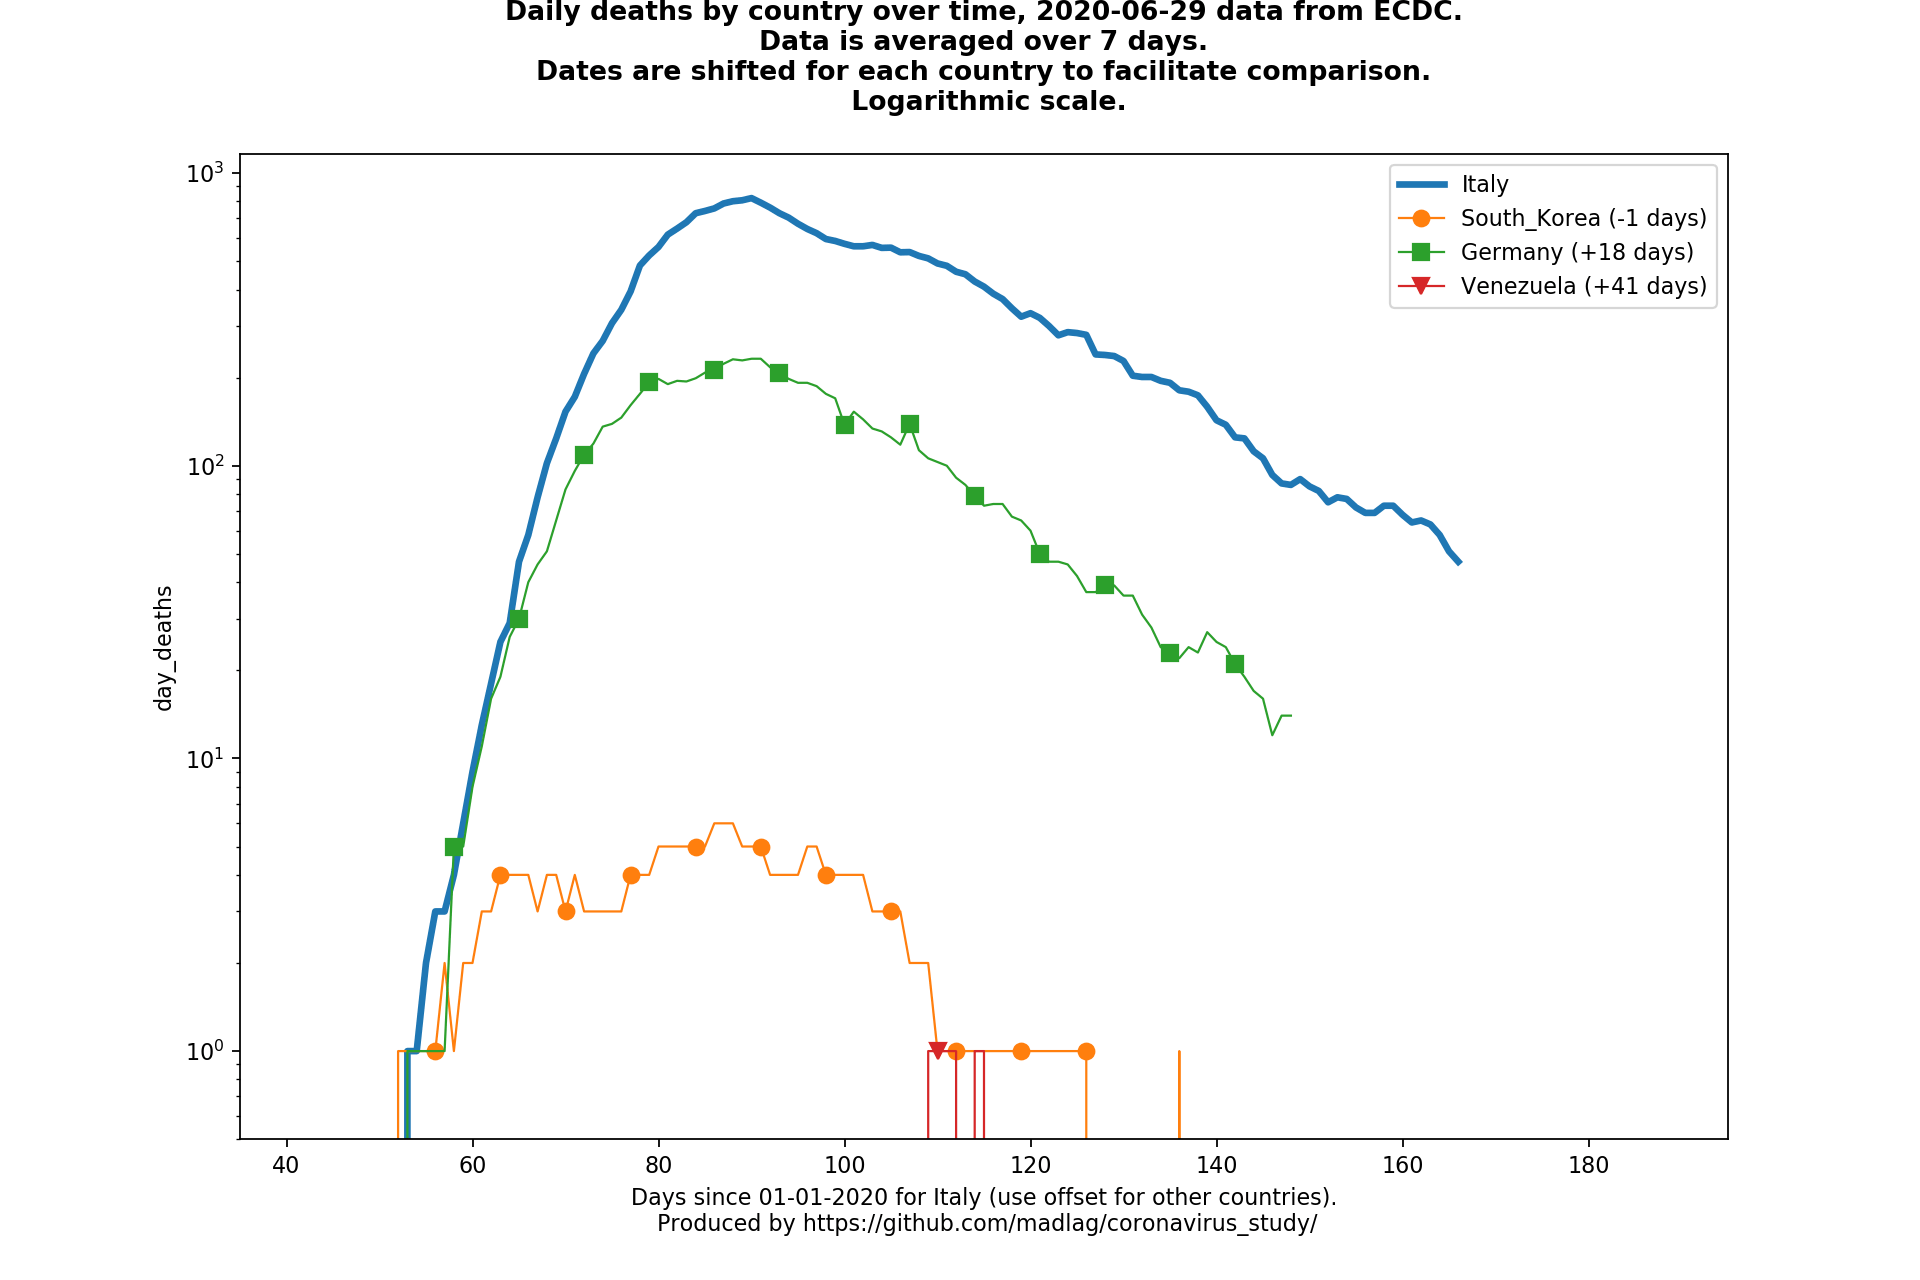 Daily deaths by country over time, 2020-06-29 data from ECDC.
Data is averaged over 7 days.
Dates are shifted for each country to facilitate comparison.
Logarithmic scale.
10³
10²
10¹
10⁰
day_deaths
Italy
South_Korea (-1 days)
Germany (+18 days)
Venezuela (+41 days)
40 60 80 100 120 140 160 180
Days since 01-01-2020 for Italy (use offset for other countries).
Produced by https://github.com/madlag/coronavirus_study/